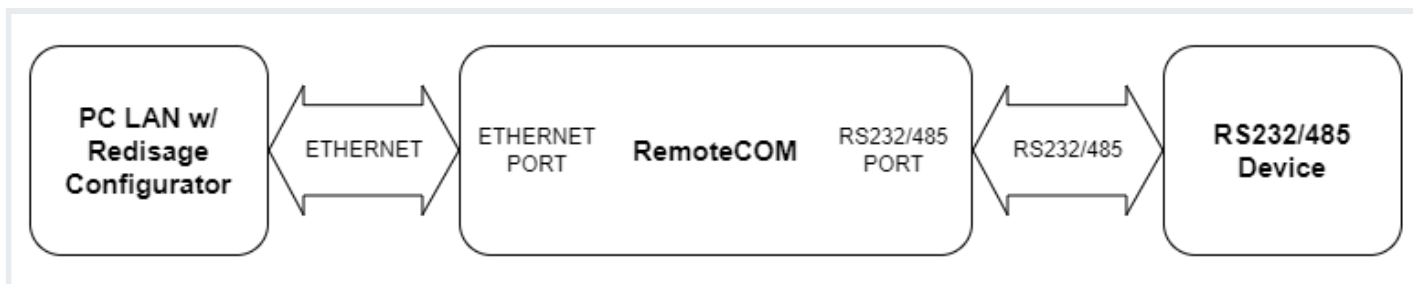 PC LAN w/
Redisage
Configurator
ETHERNET
ETHERNET
PORT
RemoteCOM
RS232/485
PORT
RS232/485
RS232/485
Device